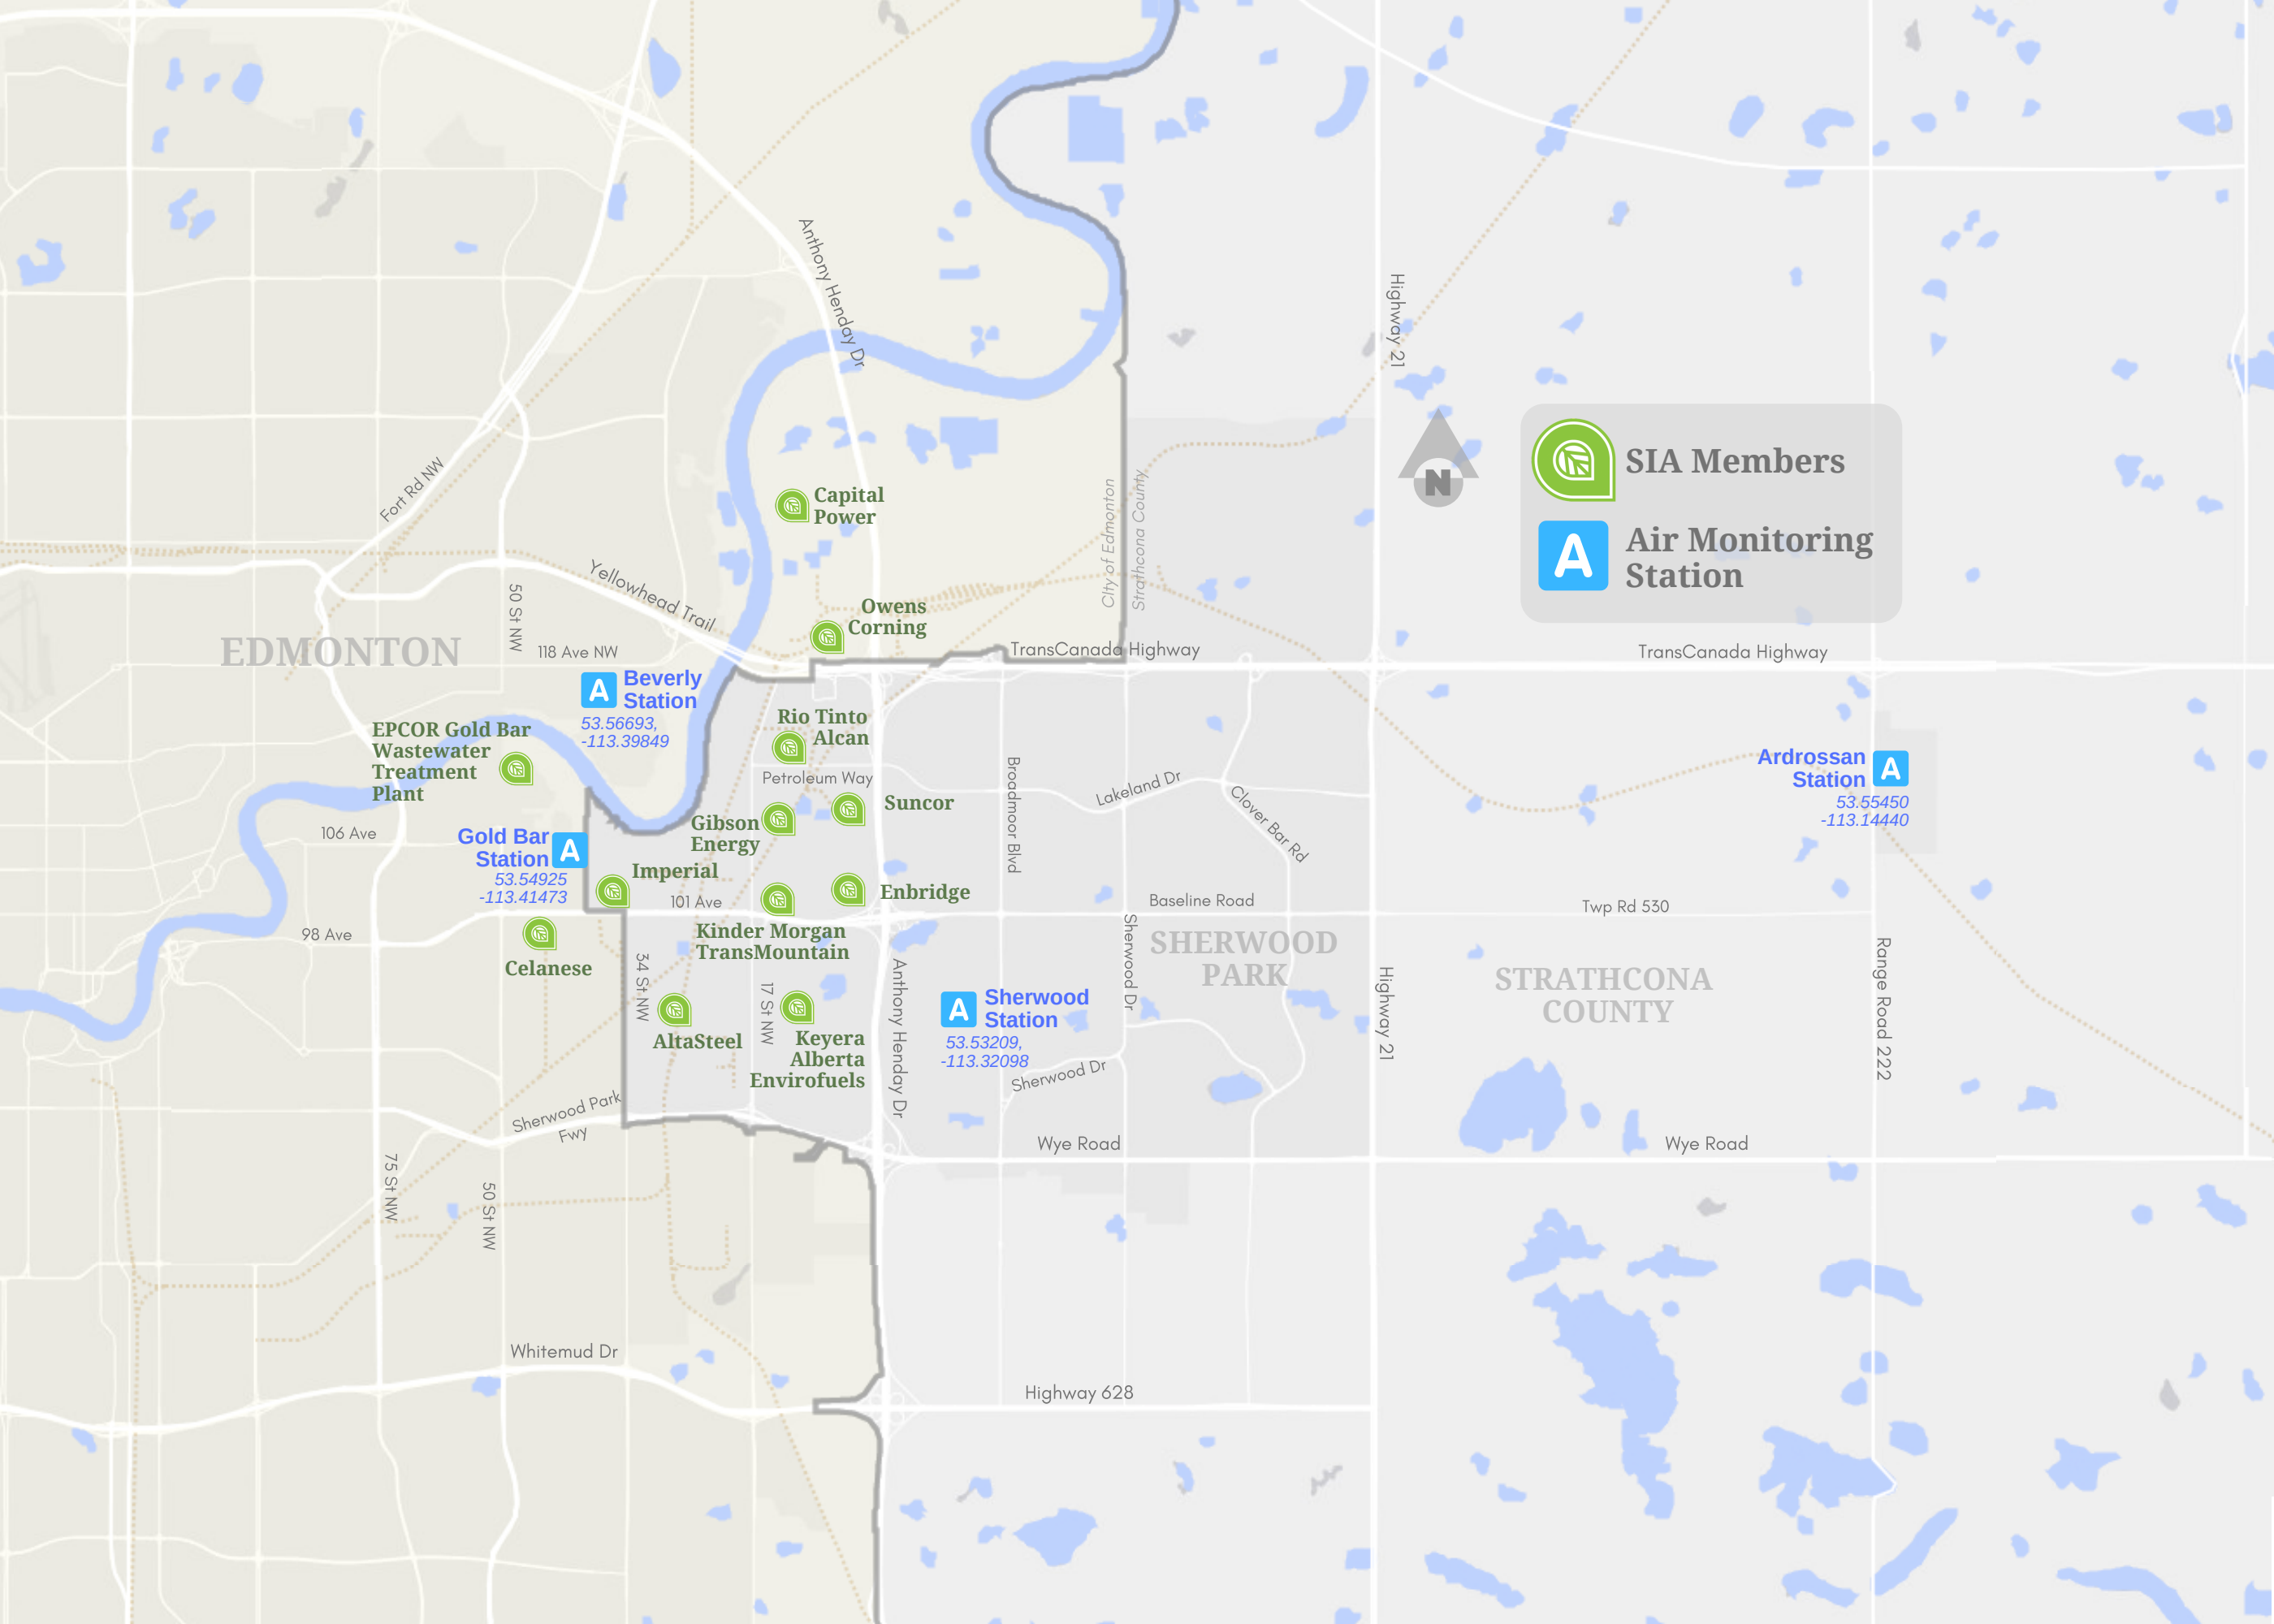 Anthony Henday Dr
Highway 21
SIA Members
Air Monitoring
Station
N
Fort Rd NW
Capital
Power
City of Edmonton
Strathcona County
Yellowhead Trail
50 St NW
Owens
Corning
EDMONTON
118 Ave NW
TransCanada Highway
TransCanada Highway
A
Beverly
Station
53.56693,
-113.39849
Rio Tinto
Alcan
EPCOR Gold Bar
Wastewater
Treatment
Plant
Petroleum Way
Broadmoor Blvd
Lakeland Dr
Clover Bar Rd
Ardrossan
Station
A
53.55450
-113.14440
Suncor
Gibson
Energy
106 Ave
Gold Bar
Station
A
53.54925
-113.41473
Imperial
Enbridge
101 Ave
Baseline Road
Twp Rd 530
98 Ave
Kinder Morgan
TransMountain
Celanese
34 St NW
17 St NW
Anthony Henday Dr
Sherwood Dr
SHERWOOD
PARK
Highway 21
STRATHCONA
COUNTY
Range Road 222
A
Sherwood
Station
53.53209,
-113.32098
AltaSteel
Keyera
Alberta
Envirofuels
Sherwood Dr
Sherwood Park
Fwy
Wye Road
Wye Road
75 St NW
50 St NW
Whitemud Dr
Highway 628
A